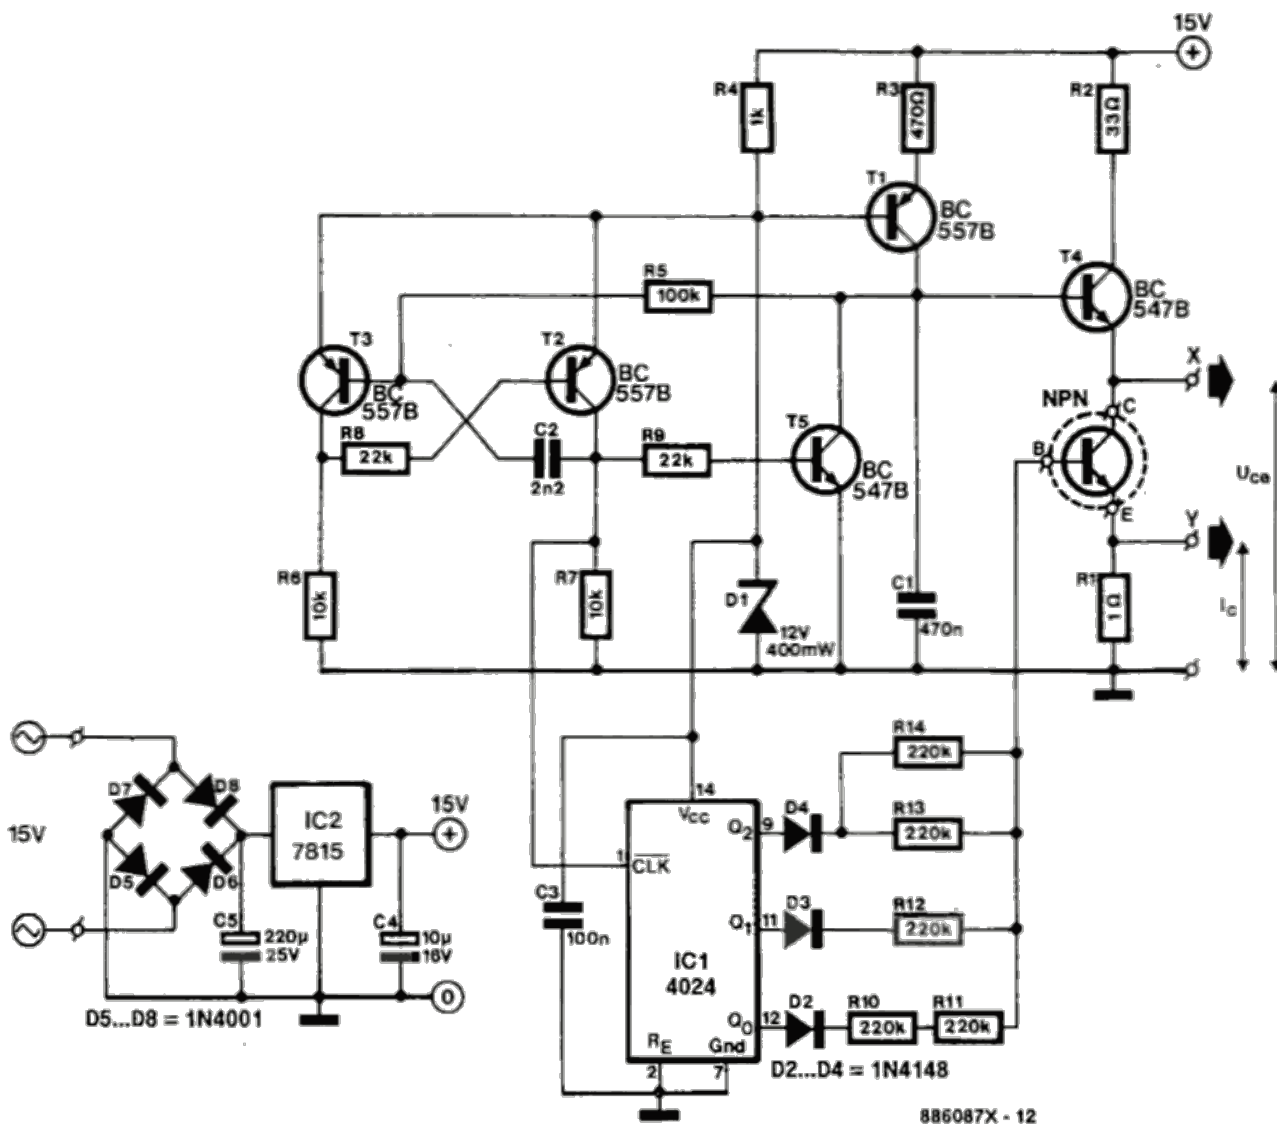 15V
+
R4
1k
R3
470Ω
R2
33Ω
T1
BC
557B
T4
BC
547B
R5
100k
T3
BC
557B
T2
BC
557B
X
NPN
C
B
E
Uce
R8
22k
C2
2n2
R9
22k
T5
BC
547B
Y
R6
10k
R7
10k
D1
12V
400mW
C1
470n
R1
1Ω
Ic
R14
220k
D7
D8
15V
IC2
7815
15V
+
D5
D6
C5
220µ
25V
C4
10µ
16V
0
D5...D8 = 1N4001
14
VCC
Q2
9
D4
R13
220k
1
CLK
C3
100n
Q1
11
D3
R12
220k
IC1
4024
Q0
12
D2
R10
220k
R11
220k
RE
Gnd
2
7
D2...D4 = 1N4148
886087X - 12